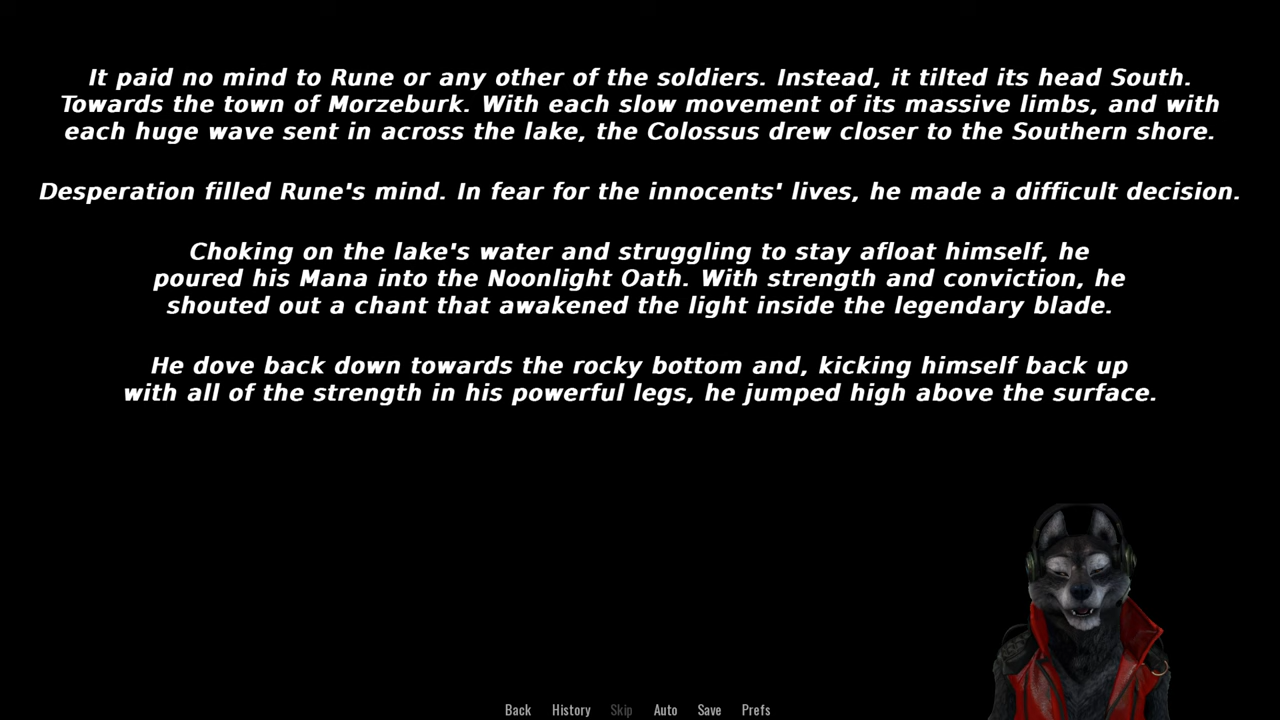 It paid no mind to Rune or any other of the soldiers. Instead, it tilted its head South.
Towards the town of Morzeburk. With each slow movement of its massive limbs, and with
each huge wave sent in across the lake, the Colossus drew closer to the Southern shore.
Desperation filled Rune's mind. In fear for the innocents' lives, he made a difficult decision.
Choking on the lake's water and struggling to stay afloat himself, he
poured his Mana into the Noonlight Oath. With strength and conviction, he
shouted out a chant that awakened the light inside the legendary blade.
He dove back down towards the rocky bottom and, kicking himself back up
with all of the strength in his powerful legs, he jumped high above the surface.
Back History Skip Auto Save Prefs